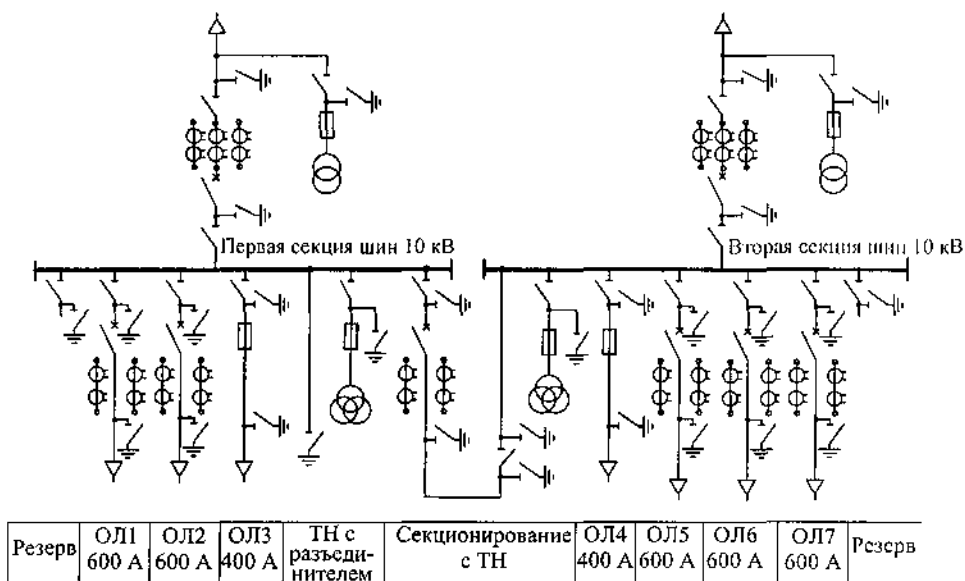 Первая секция шин 10 кВ
Вторая секция шин 10 кВ
Резерв
ОЛ1
600 А
ОЛ2
600 А
ОЛ3
400 А
ТН с
разъеди-
нителем
Секционирование
с ТН
ОЛ4
400 А
ОЛ5
600 А
ОЛ6
600 А
ОЛ7
600 А
Резерв